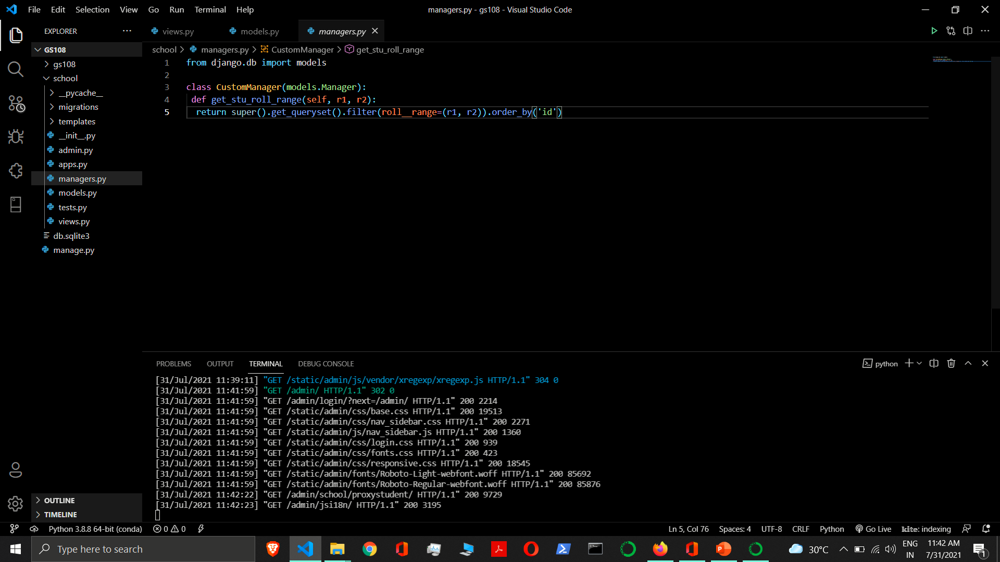 File Edit Selection View Go Run Terminal Help
managers.py - gs108 - Visual Studio Code
EXPLORER
views.py
models.py
managers.py
GS108
gs108
school
__pycache__
migrations
templates
__init__.py
admin.py
apps.py
managers.py
models.py
tests.py
views.py
db.sqlite3
manage.py
OUTLINE
TIMELINE
school > managers.py > CustomManager > get_stu_roll_range
1 from django.db import models
2
3 class CustomManager(models.Manager):
4 def get_stu_roll_range(self, r1, r2):
5 return super().get_queryset().filter(roll__range=(r1, r2)).order_by('id')
PROBLEMS OUTPUT TERMINAL DEBUG CONSOLE
python
[31/Jul/2021 11:39:11] "GET /static/admin/js/vendor/xregexp/xregexp.js HTTP/1.1" 304 0
[31/Jul/2021 11:41:59] "GET /admin/ HTTP/1.1" 302 0
[31/Jul/2021 11:41:59] "GET /admin/login/?next=/admin/ HTTP/1.1" 200 2214
[31/Jul/2021 11:41:59] "GET /static/admin/css/base.css HTTP/1.1" 200 19513
[31/Jul/2021 11:41:59] "GET /static/admin/css/nav_sidebar.css HTTP/1.1" 200 2271
[31/Jul/2021 11:41:59] "GET /static/admin/js/nav_sidebar.js HTTP/1.1" 200 1360
[31/Jul/2021 11:41:59] "GET /static/admin/css/login.css HTTP/1.1" 200 939
[31/Jul/2021 11:41:59] "GET /static/admin/css/fonts.css HTTP/1.1" 200 423
[31/Jul/2021 11:41:59] "GET /static/admin/css/responsive.css HTTP/1.1" 200 18545
[31/Jul/2021 11:41:59] "GET /static/admin/fonts/Roboto-Light-webfont.woff HTTP/1.1" 200 85692
[31/Jul/2021 11:41:59] "GET /static/admin/fonts/Roboto-Regular-webfont.woff HTTP/1.1" 200 85876
[31/Jul/2021 11:42:22] "GET /admin/school/proxystudent/ HTTP/1.1" 200 9729
[31/Jul/2021 11:42:23] "GET /admin/jsi18n/ HTTP/1.1" 200 3195
Python 3.8.8 64-bit (conda) 0 0
Ln 5, Col 76 Spaces: 4 UTF-8 CRLF Python Go Live kite: indexing
Type here to search
30°C
ENG
IN
11:42 AM
7/31/2021
1